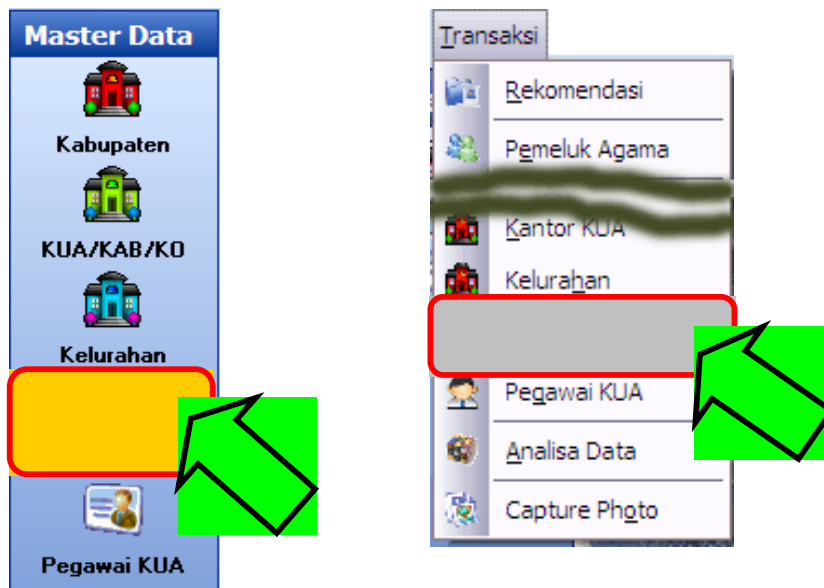 Master Data
Kabupaten
KUA/KAB/KO
Kelurahan
Pegawai KUA
Transaksi
Rekomendasi
Pemeluk Agama
Kantor KUA
Kelurahan
Pegawai KUA
Analisa Data
Capture Photo